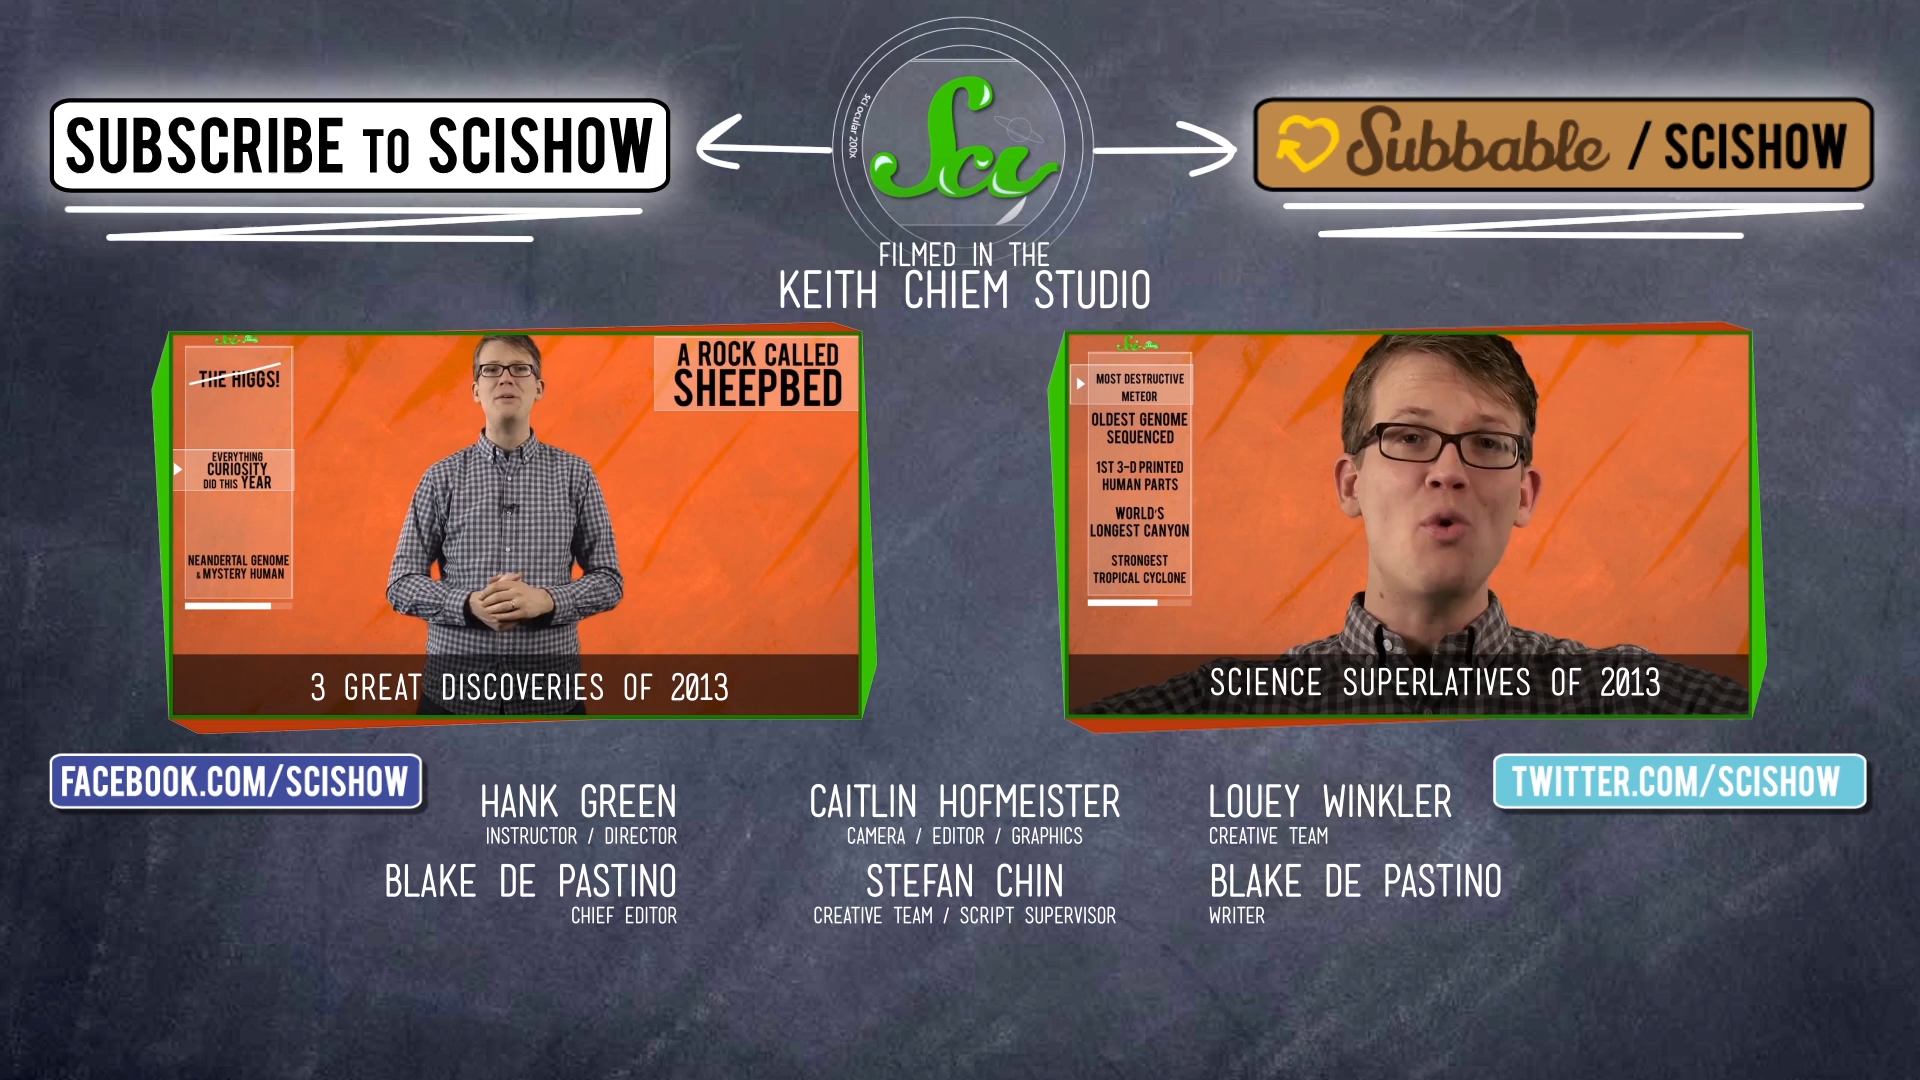 SUBSCRIBE TO SCISHOW
sci ocular 200x
Sci
Subbable / SCISHOW
FILMED IN THE
KEITH CHIEM STUDIO
THE HIGGS!
EVERYTHING
CURIOSITY
DID THIS YEAR
NEANDERTAL GENOME
& MYSTERY HUMAN
A ROCK CALLED
SHEEPBED
3 GREAT DISCOVERIES OF 2013
MOST DESTRUCTIVE
METEOR
OLDEST GENOME
SEQUENCED
1ST 3-D PRINTED
HUMAN PARTS
WORLD'S
LONGEST CANYON
STRONGEST
TROPICAL CYCLONE
SCIENCE SUPERLATIVES OF 2013
FACEBOOK.COM/SCISHOW
TWITTER.COM/SCISHOW
HANK GREEN
INSTRUCTOR / DIRECTOR
BLAKE DE PASTINO
CHIEF EDITOR
CAITLIN HOFMEISTER
CAMERA / EDITOR / GRAPHICS
STEFAN CHIN
CREATIVE TEAM / SCRIPT SUPERVISOR
LOUEY WINKLER
CREATIVE TEAM
BLAKE DE PASTINO
WRITER